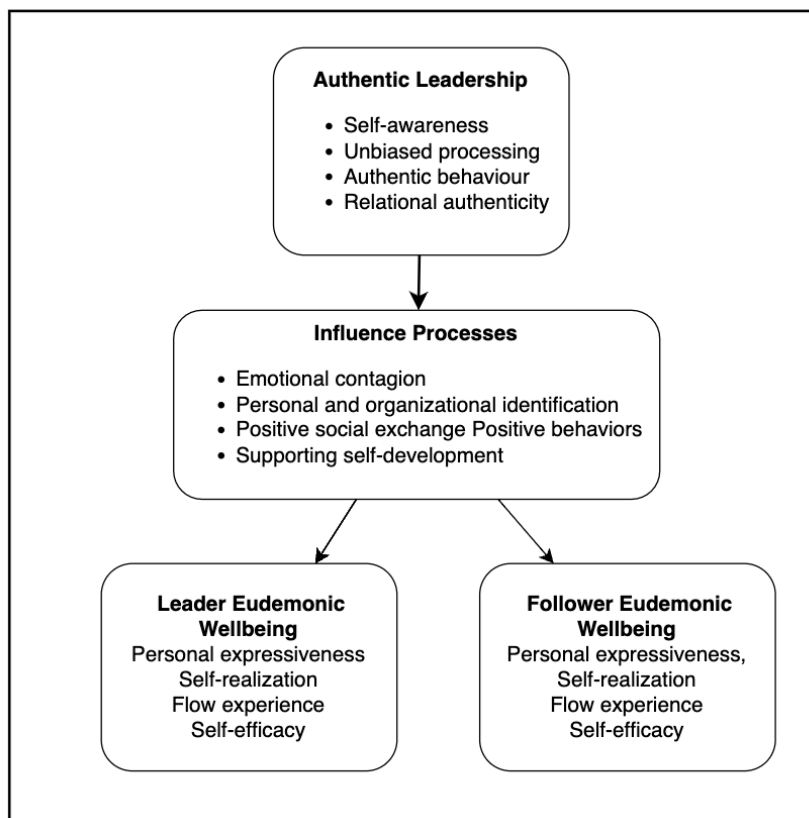 Authentic Leadership
• Self-awareness
• Unbiased processing
• Authentic behaviour
• Relational authenticity
Influence Processes
• Emotional contagion
• Personal and organizational identification
• Positive social exchange Positive behaviors
• Supporting self-development
Leader Eudemonic
Wellbeing
Personal expressiveness
Self-realization
Flow experience
Self-efficacy
Follower Eudemonic
Wellbeing
Personal expressiveness,
Self-realization
Flow experience
Self-efficacy